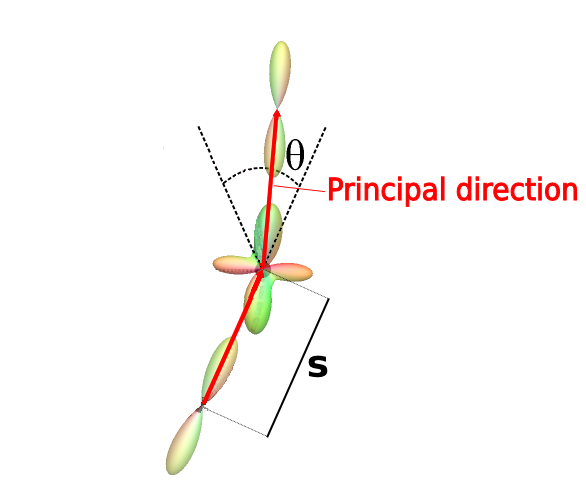 θ
Principal direction
s